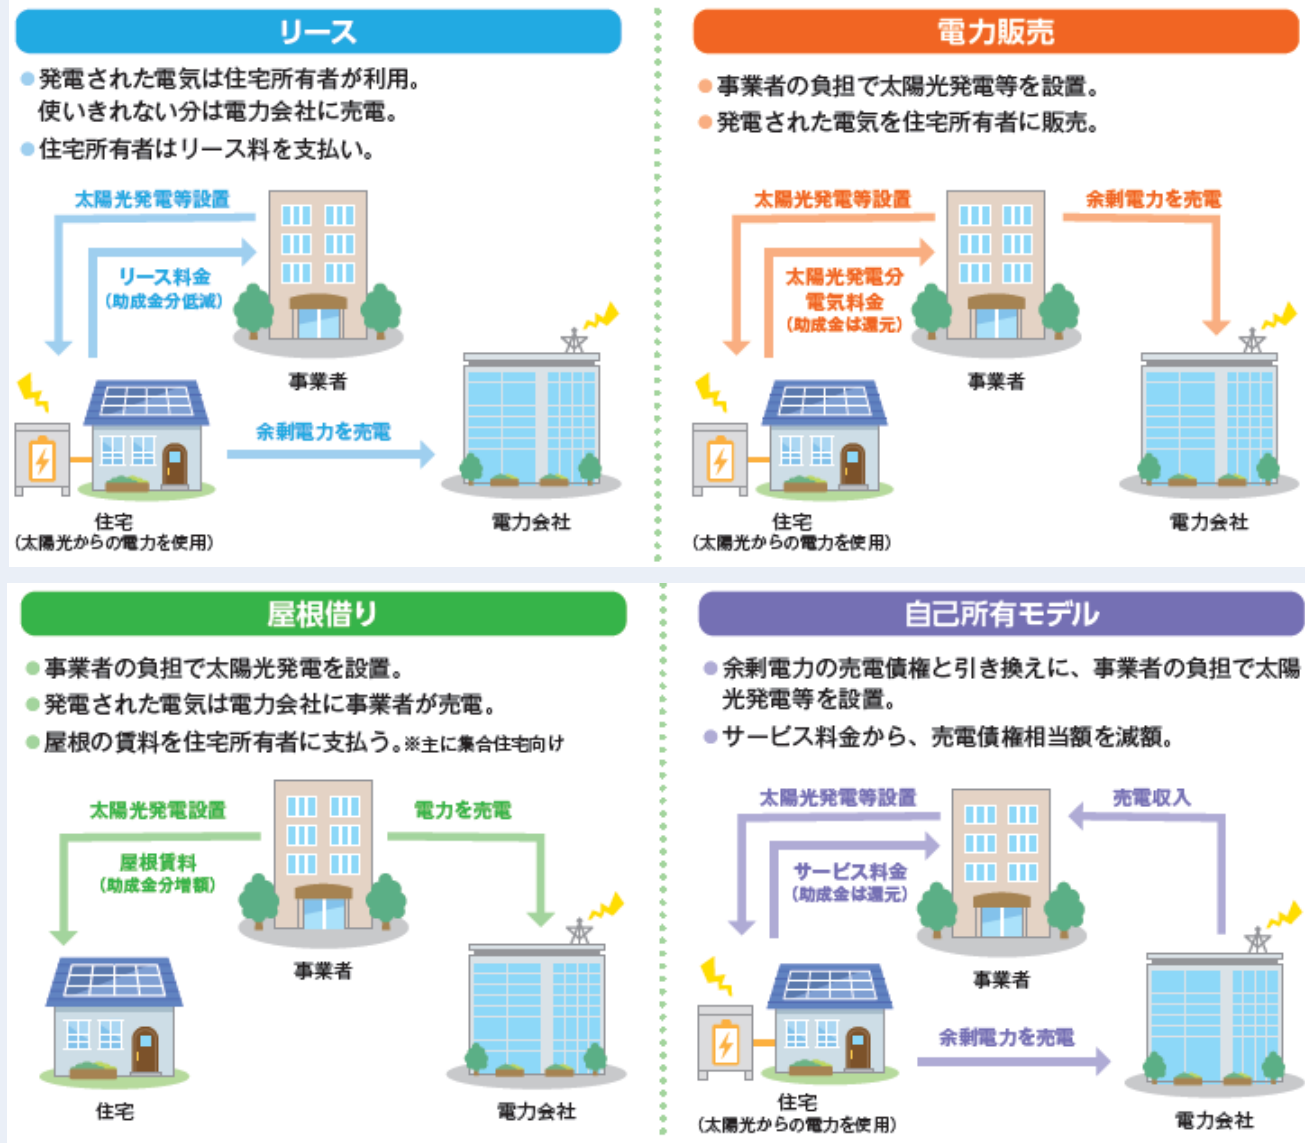 リース
●発電された電気は住宅所有者が利用。
使いきれない分は電力会社に売電。
●住宅所有者はリース料を支払い。
太陽光発電等設置
リース料金
(助成金分低減)
事業者
余剰電力を売電
住宅
(太陽光からの電力を使用)
電力会社
電力販売
●事業者の負担で太陽光発電等を設置。
●発電された電気を住宅所有者に販売。
太陽光発電等設置
余剰電力を売電
太陽光発電分
電気料金
(助成金は還元)
事業者
住宅
(太陽光からの電力を使用)
電力会社
屋根借り
●事業者の負担で太陽光発電を設置。
●発電された電気は電力会社に事業者が売電。
●屋根の賃料を住宅所有者に支払う。※主に集合住宅向け
太陽光発電設置
電力を売電
屋根賃料
(助成金分増額)
事業者
住宅
電力会社
自己所有モデル
●余剰電力の売電債権と引き換えに、事業者の負担で太陽
光発電等を設置。
●サービス料金から、売電債権相当額を減額。
太陽光発電等設置
売電収入
サービス料金
(助成金は還元)
事業者
余剰電力を売電
住宅
(太陽光からの電力を使用)
電力会社